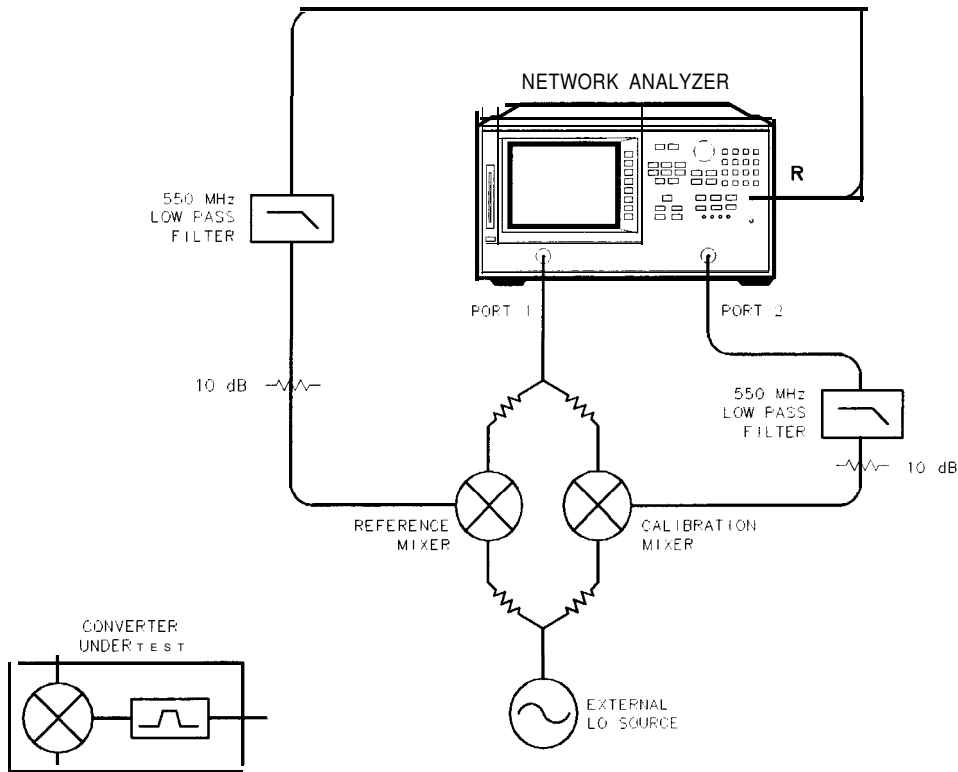 NETWORK ANALYZER
R
550 MHz
LOW PASS
FILTER
PORT 1
PORT 2
10 dB
550 MHz
LOW PASS
FILTER
10 dB
REFERENCE
MIXER
CALIBRATION
MIXER
CONVERTER
UNDER TEST
EXTERNAL
LO SOURCE